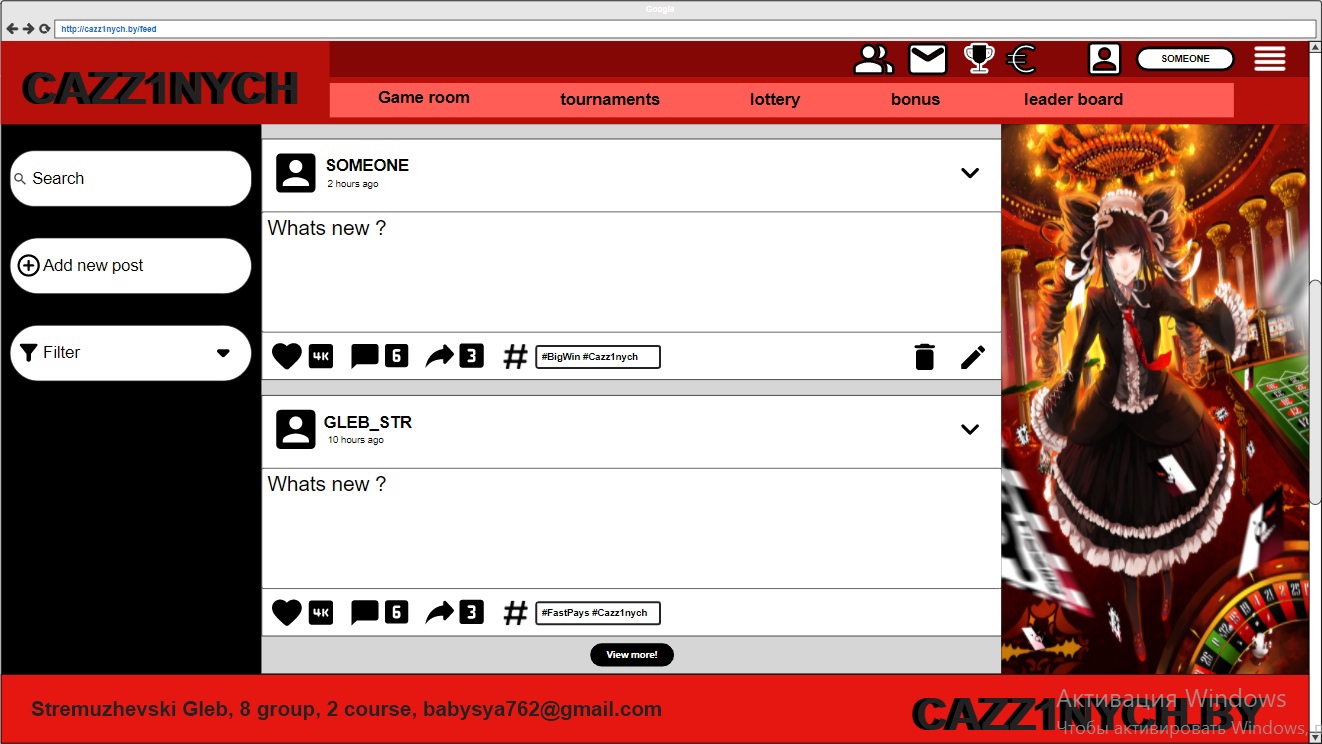 Google
http://cazz1nych.by/feed
CAZZ1NYCH
SOMEONE
Game room
tournaments
lottery
bonus
leader board
Search
Add new post
Filter
SOMEONE
2 hours ago
Whats new ?
4K
6
3
#
#BigWin #Cazz1nych
GLEB_STR
10 hours ago
Whats new ?
4K
6
3
#
#FastPays #Cazz1nych
View more!
Stremuzhevski Gleb, 8 group, 2 course, babysya762@gmail.com
CAZZ1NYCH.BY
Активация Windows
Чтобы активировать Windows,